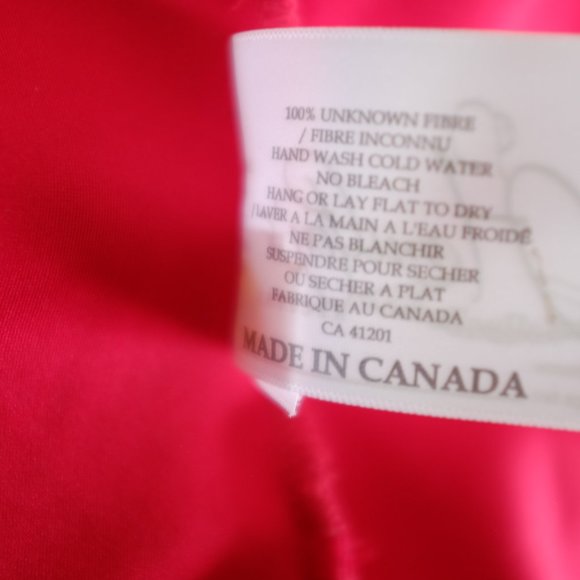 100% UNKNOWN FIBRE
/ FIBRE INCONNU
HAND WASH COLD WATER
NO BLEACH
HANG OR LAY FLAT TO DRY
/ LAVER A LA MAIN A L'EAU FROIDE
NE PAS BLANCHIR
SUSPENDRE POUR SECHER
OU SECHER A PLAT
FABRIQUE AU CANADA
CA 41201
MADE IN CANADA